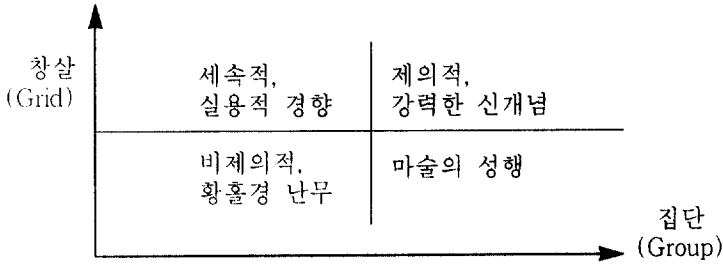 창살
(Grid)
세속적,
실용적 경향
제의적,
강력한 신개념
비제의적,
황홀경 난무
마술의 성행
집단
(Group)